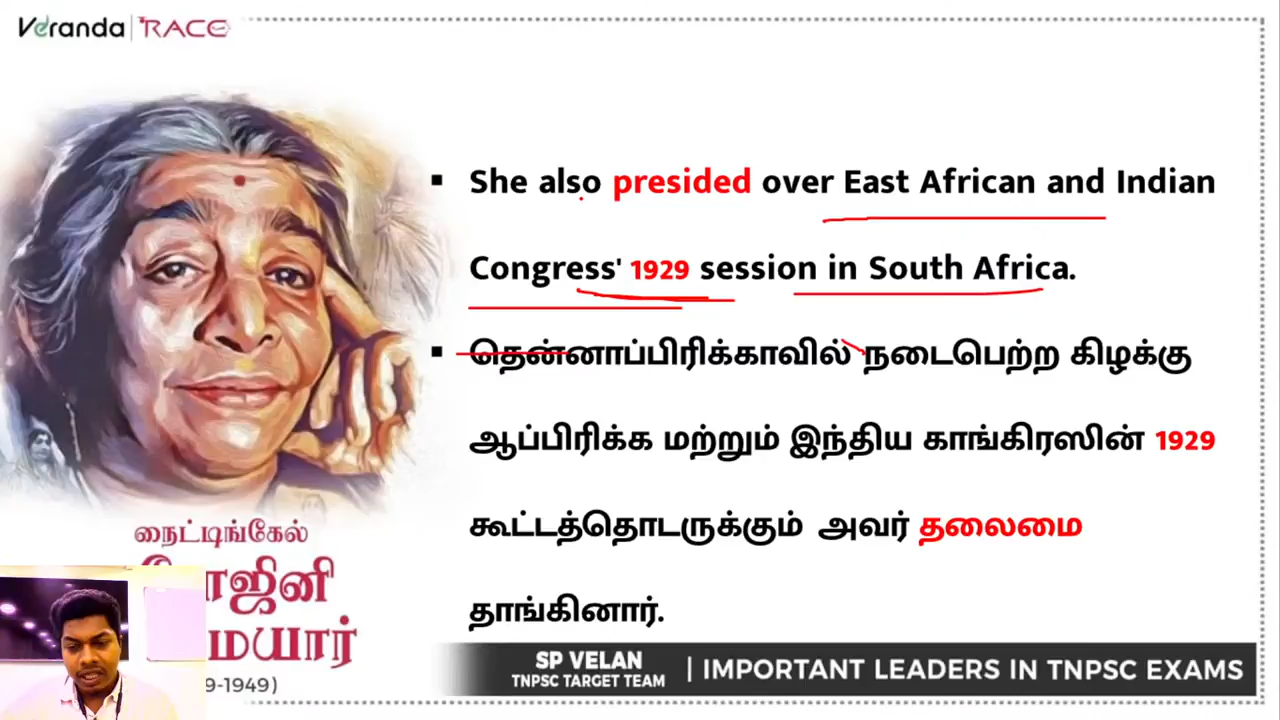 Veranda RACE
She also presided over East African and Indian
Congress' 1929 session in South Africa.
தென்னாப்பிரிக்காவில் நடைபெற்ற கிழக்கு
ஆப்பிரிக்க மற்றும் இந்திய காங்கிரஸின் 1929
கூட்டத்தொடருக்கும் அவர் தலைமை
தாங்கினார்.
நைட்டிங்கேல்
9-1949)
SP VELAN
TNPSC TARGET TEAM
IMPORTANT LEADERS IN TNPSC EXAMS